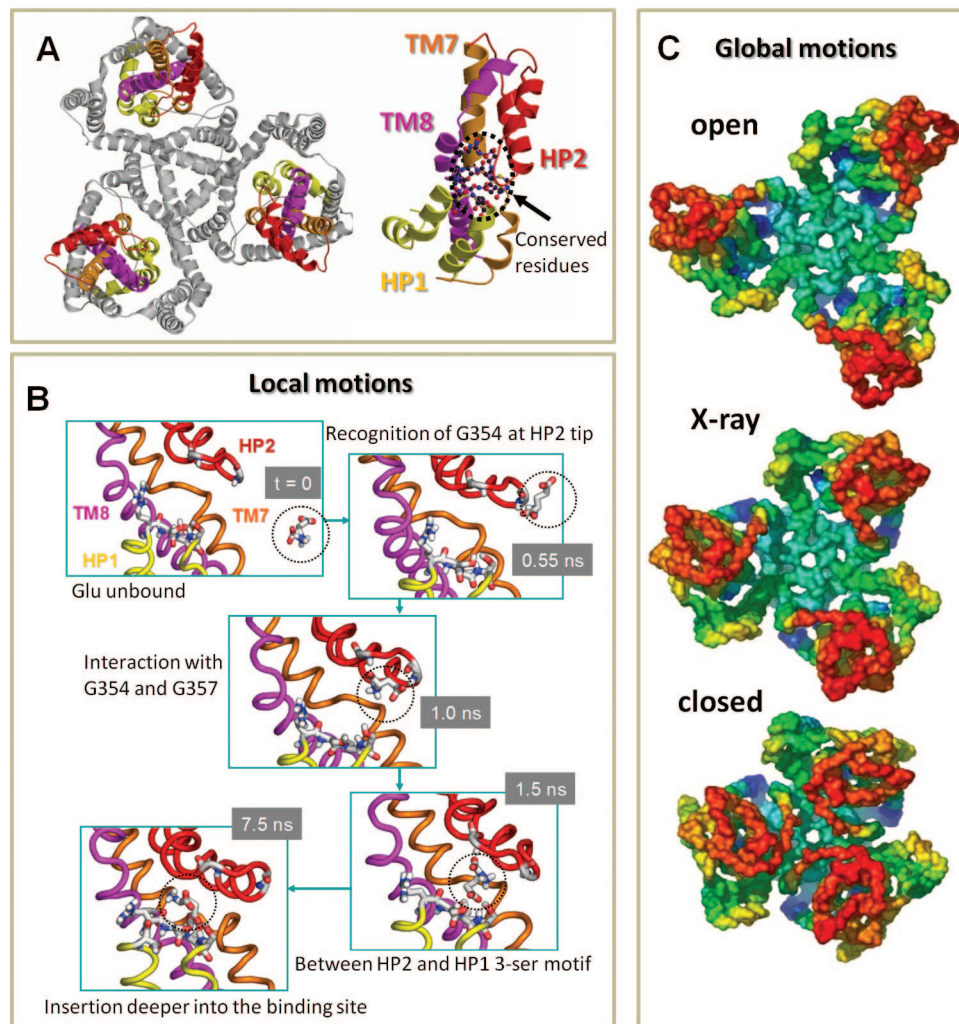 A
TM7
TM8
HP2
HP1
Conserved
residues
B
Local motions
HP2
t = 0
TM8
TM7
HP1
Glu unbound
Recognition of G354 at HP2 tip
0.55 ns
Interaction with
G354 and G357
1.0 ns
1.5 ns
Between HP2 and HP1 3-ser motif
7.5 ns
Insertion deeper into the binding site
C
Global motions
open
X-ray
closed